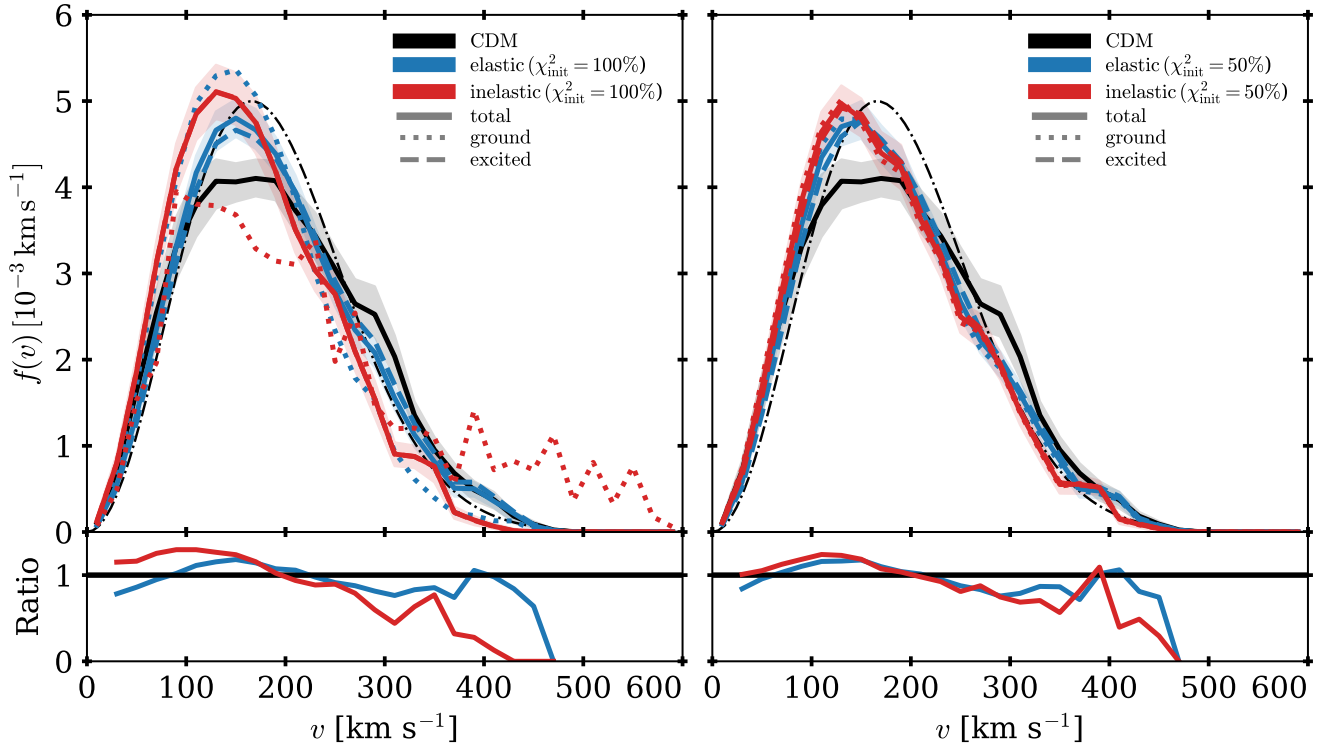 6
5
4
3
2
1
0
f(v) [10⁻³ km s⁻¹]
CDM
elastic (χ²init = 100%)
inelastic (χ²init = 100%)
total
ground
excited
CDM
elastic (χ²init = 50%)
inelastic (χ²init = 50%)
total
ground
excited
1
0
Ratio
0 100 200 300 400 500 600
v [km s⁻¹]
0 100 200 300 400 500 600
v [km s⁻¹]